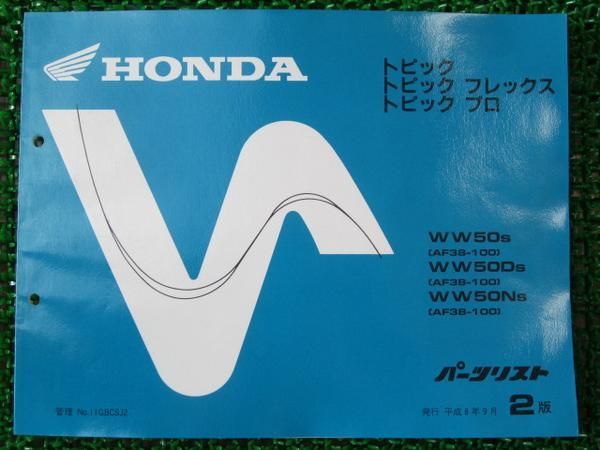 HONDA
トピック
トピック フレックス
トピック プロ
WW50S
(AF38-100)
WW50DS
(AF38-100)
WW50NS
(AF38-100)
パーツリスト
管理 No.11GBCSJ2
発行 平成8年9月 2版